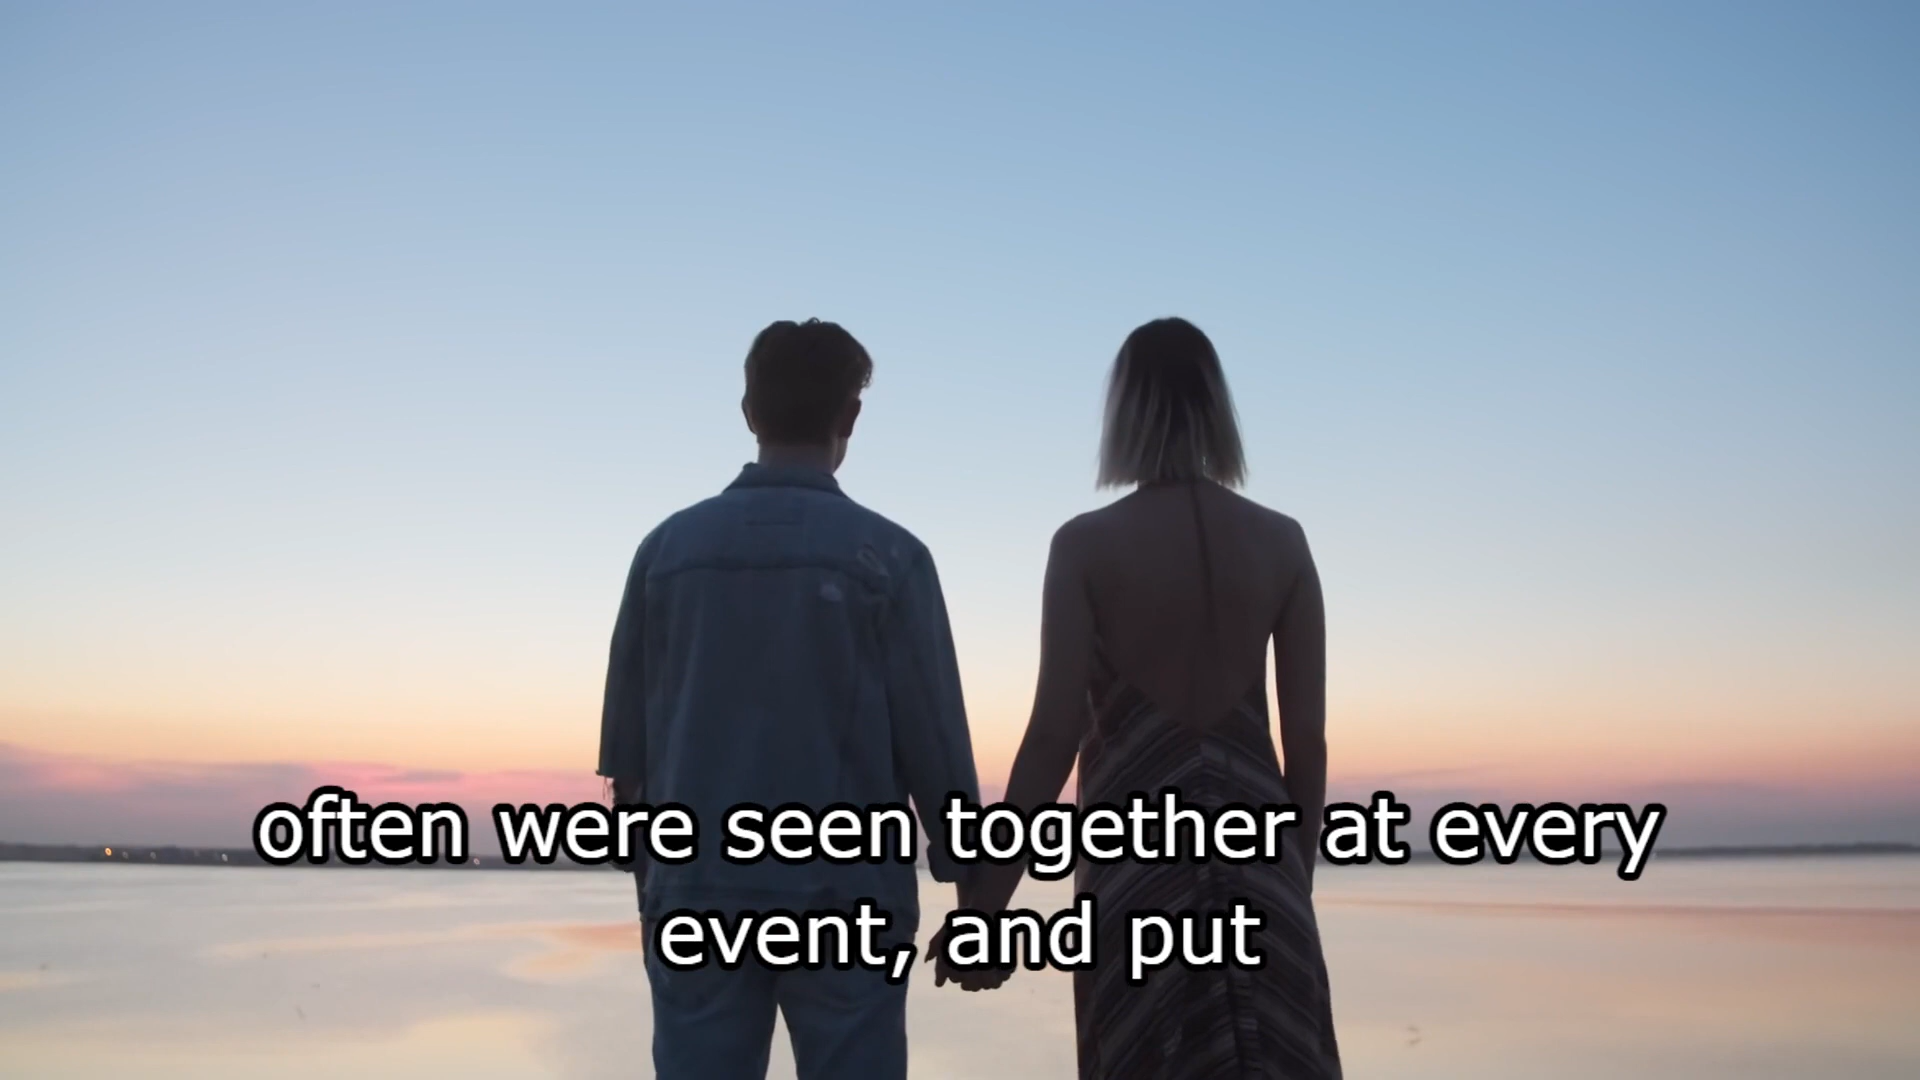 often were seen together at every
event, and put